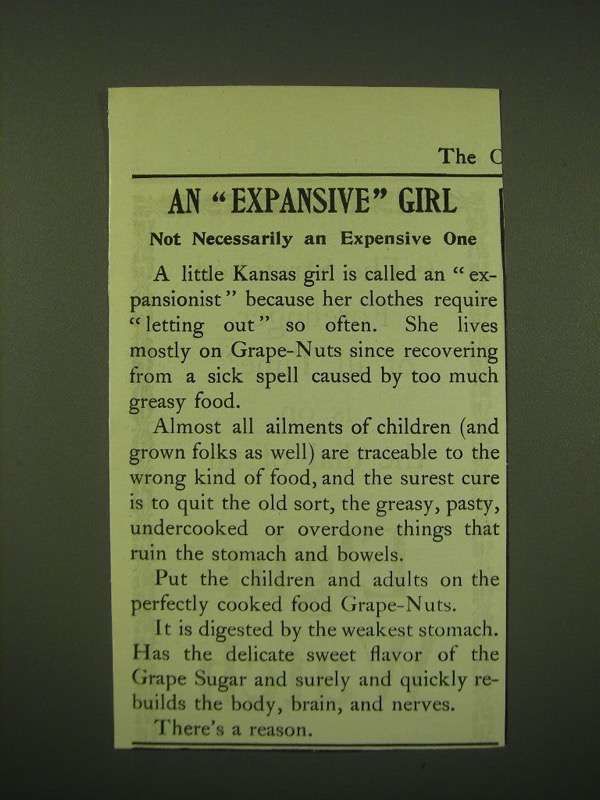 The
AN “EXPANSIVE” GIRL
Not Necessarily an Expensive One
A little Kansas girl is called an “ex-
pansionist” because her clothes require
“letting out” so often. She lives
mostly on Grape-Nuts since recovering
from a sick spell caused by too much
greasy food.
Almost all ailments of children (and
grown folks as well) are traceable to the
wrong kind of food, and the surest cure
is to quit the old sort, the greasy, pasty,
undercooked or overdone things that
ruin the stomach and bowels.
Put the children and adults on the
perfectly cooked food Grape-Nuts.
It is digested by the weakest stomach.
Has the delicate sweet flavor of the
Grape Sugar and surely and quickly re-
builds the body, brain, and nerves.
There's a reason.